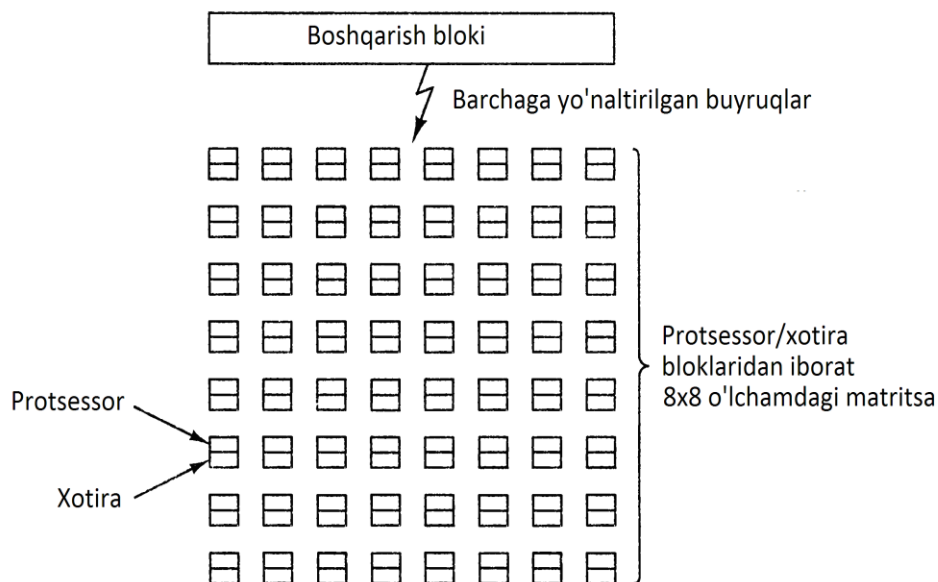 Boshqarish bloki
Barchaga yo'naltirilgan buyruqlar
Protsessor/xotira
bloklaridan iborat
8x8 o'lchamdagi matritsa
Protsessor
Xotira